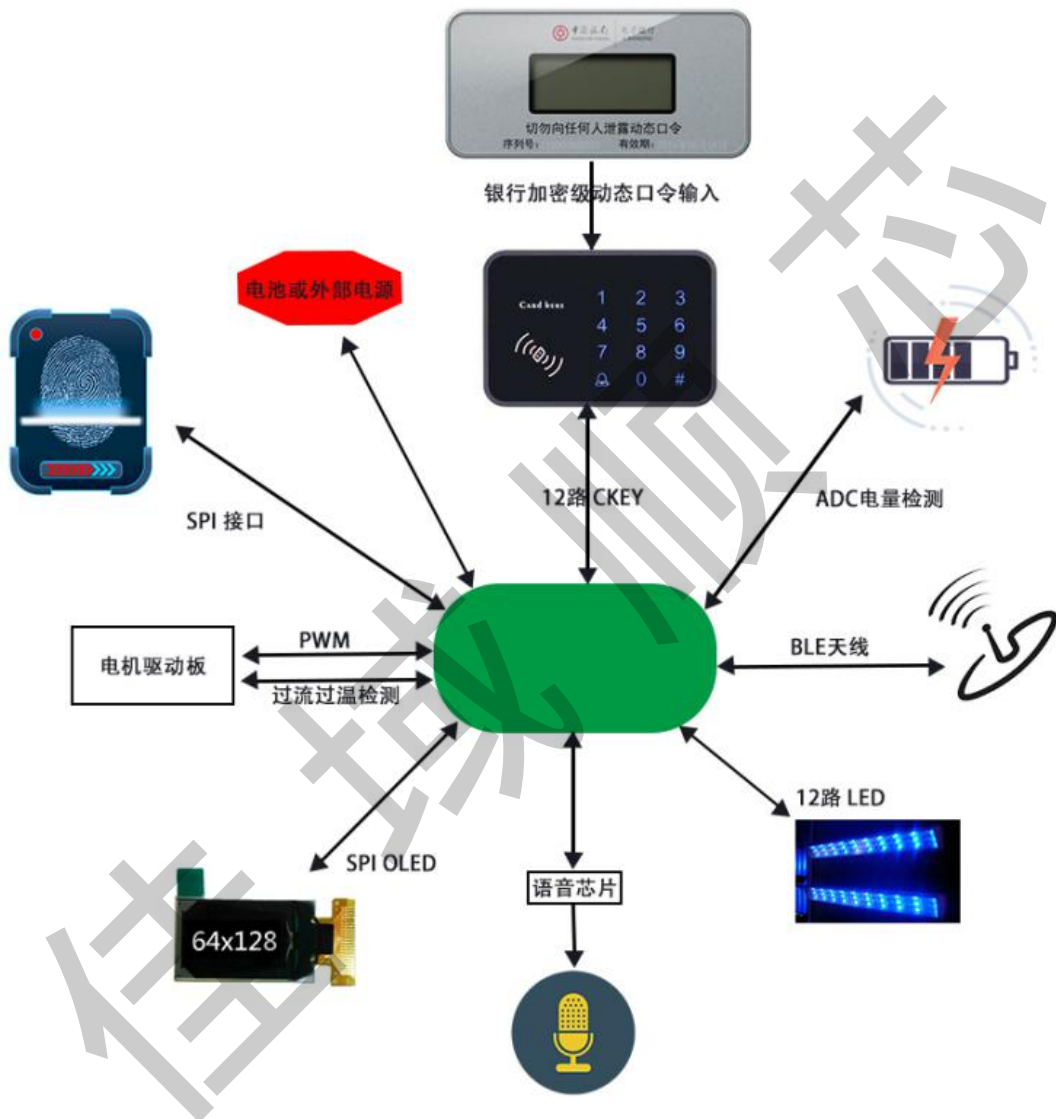 中国银行
切勿向任何人泄露动态口令
序列号： 有效期：
银行加密级动态口令输入
电池或外部电源
1 2 3
4 5 6
7 8 9
0 #
12路 CKEY
ADC电量检测
SPI 接口
PWM
电机驱动板
过流过温检测
BLE天线
12路 LED
SPI OLED
语音芯片
64x128
佳域顺芯